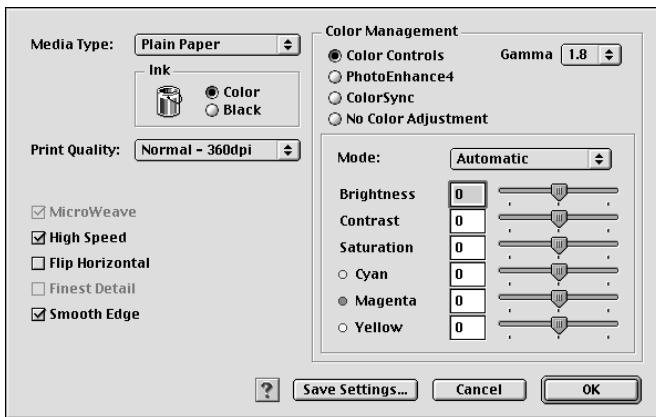 Media Type: Plain Paper
Ink
Color
Black
Print Quality: Normal - 360dpi
MicroWeave
High Speed
Flip Horizontal
Finest Detail
Smooth Edge
Color Management
Color Controls Gamma 1.8
PhotoEnhance4
ColorSync
No Color Adjustment
Mode: Automatic
Brightness 0
Contrast 0
Saturation 0
Cyan 0
Magenta 0
Yellow 0
? Save Settings... Cancel OK